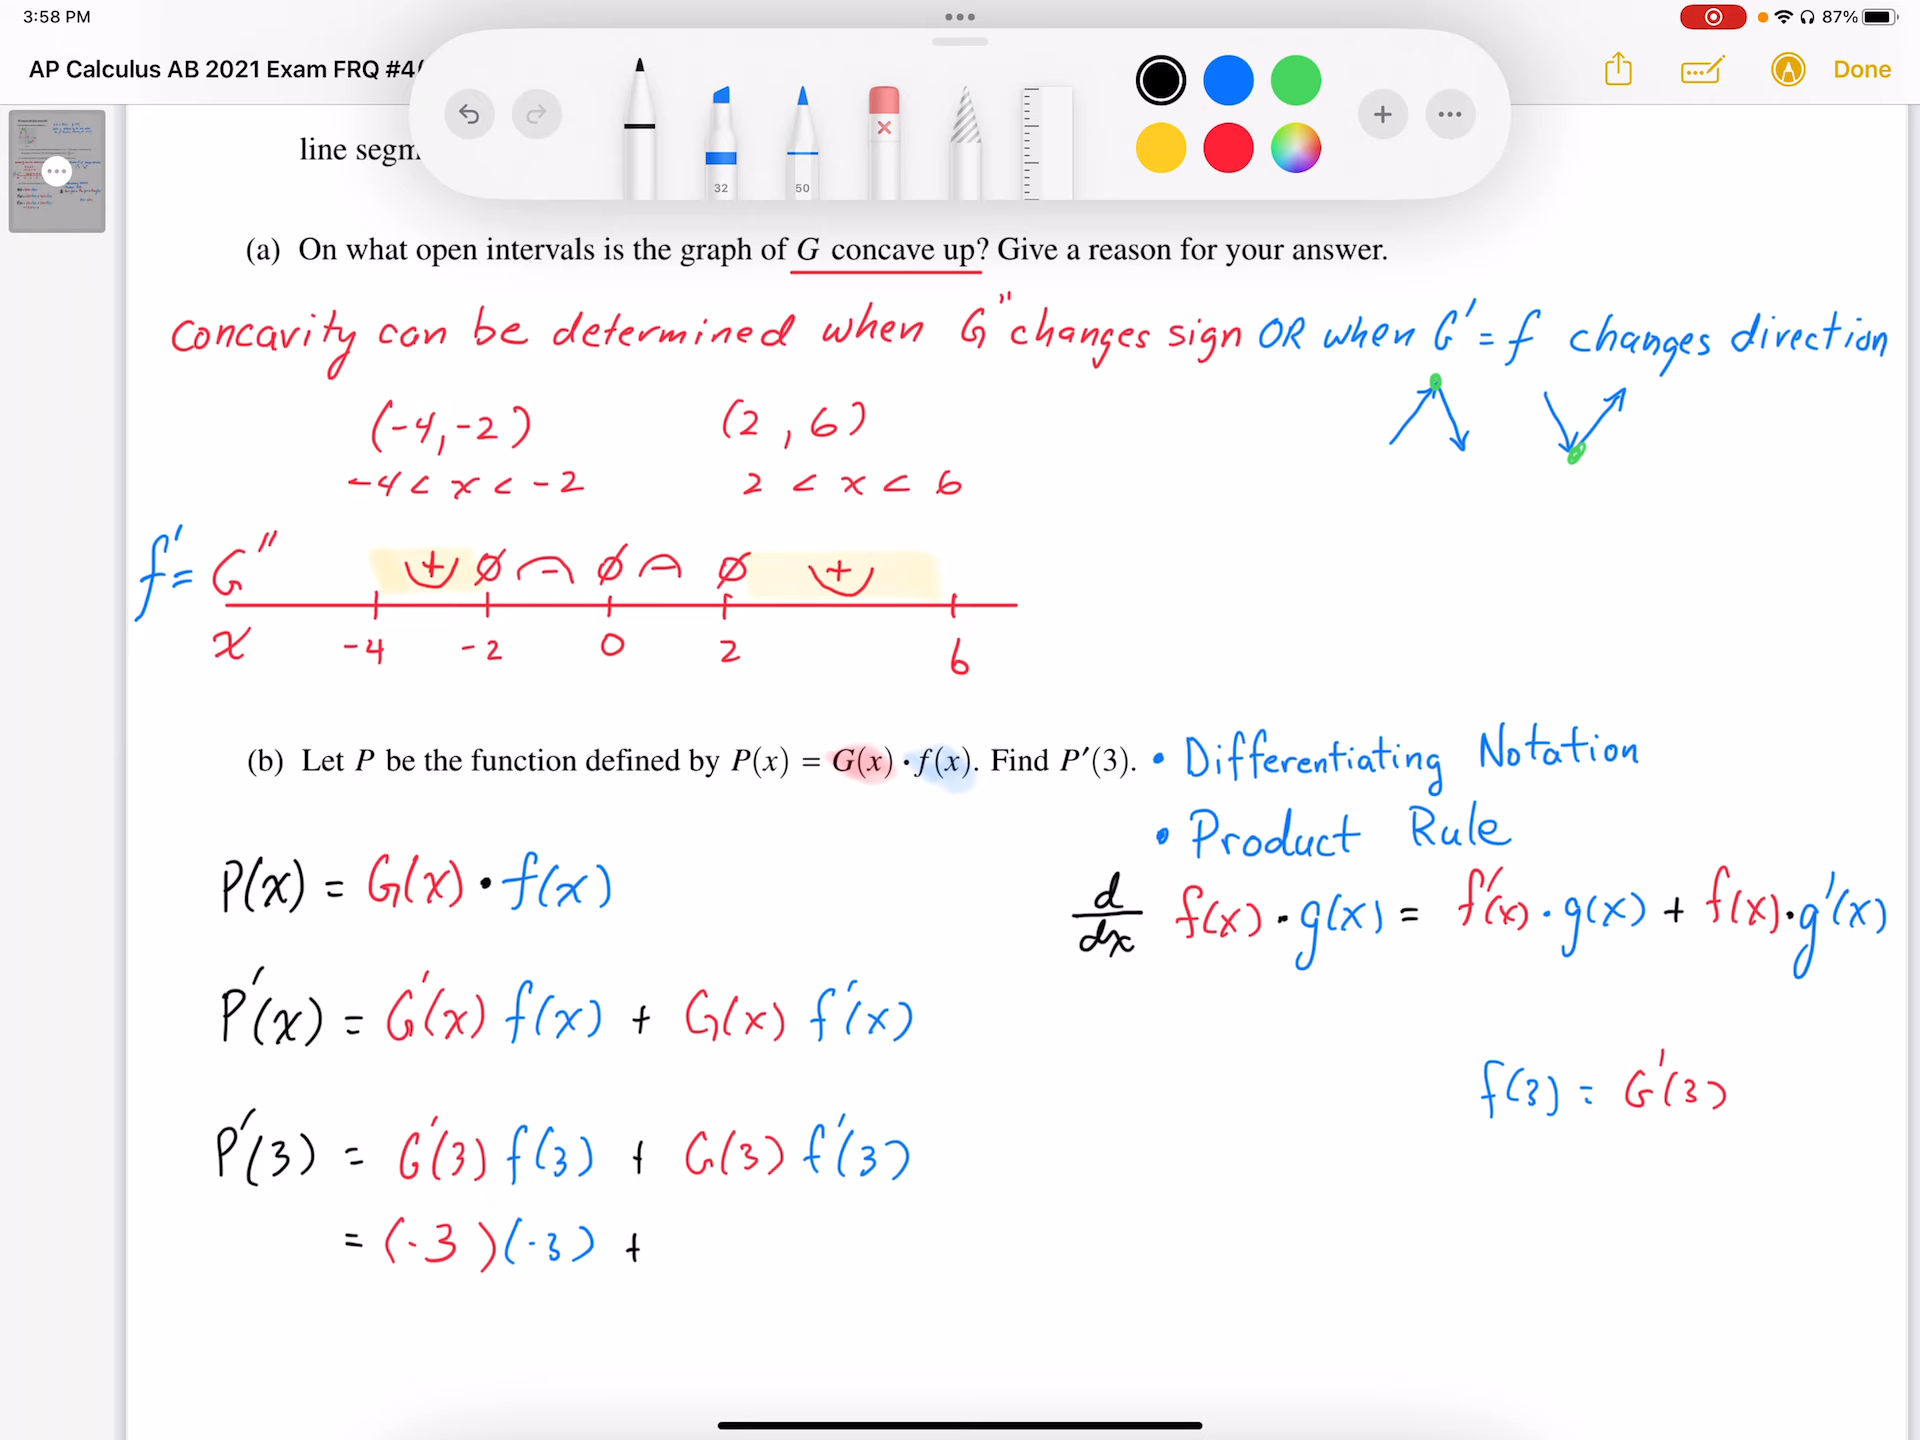 3:58 PM
87%
AP Calculus AB 2021 Exam FRQ #4/
Done
32
50
line segm
(a) On what open intervals is the graph of G concave up? Give a reason for your answer.
Concavity can be determined when G'' changes sign OR when G' = f changes direction
(-4,-2) (2,6)
-4 < x < -2 2 < x < 6
f' = G'' + Ø - Ø - Ø +
x -4 -2 0 2 6
(b) Let P be the function defined by P(x) = G(x) · f(x). Find P′(3).
• Differentiating Notation
• Product Rule
P(x) = G(x) · f(x)
d/dx f(x) · g(x) = f'(x) · g(x) + f(x) · g'(x)
P'(x) = G'(x) f(x) + G(x) f'(x)
f(3) = G'(3)
P'(3) = G'(3) f(3) + G(3) f'(3)
= (-3)(-3) +